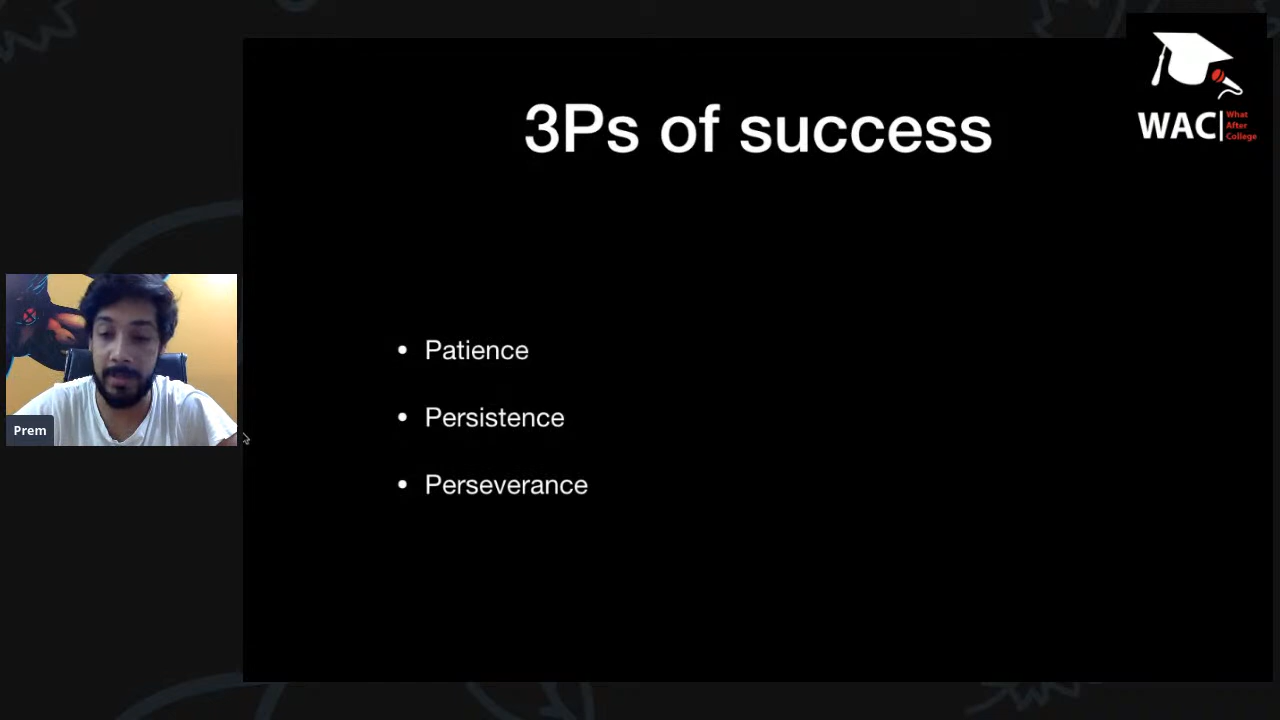 3Ps of success
WAC
What
After
College
• Patience
• Persistence
• Perseverance
Prem